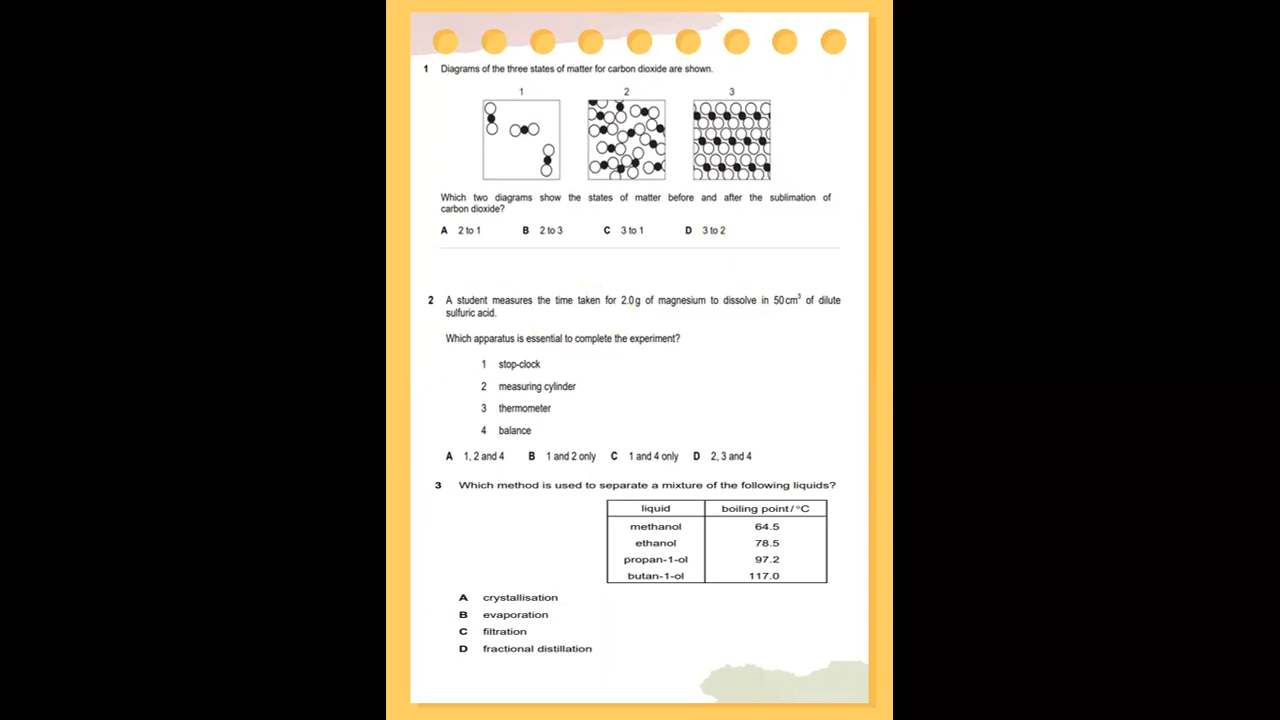 1 Diagrams of the three states of matter for carbon dioxide are shown.
1 2 3
Which two diagrams show the states of matter before and after the sublimation of
carbon dioxide?
A 2 to 1 B 2 to 3 C 3 to 1 D 3 to 2
2 A student measures the time taken for 2.0 g of magnesium to dissolve in 50 cm³ of dilute
sulfuric acid.
Which apparatus is essential to complete the experiment?
1 stop-clock
2 measuring cylinder
3 thermometer
4 balance
A 1, 2 and 4 B 1 and 2 only C 1 and 4 only D 2, 3 and 4
3 Which method is used to separate a mixture of the following liquids?
liquid boiling point / °C
methanol 64.5
ethanol 78.5
propan-1-ol 97.2
butan-1-ol 117.0
A crystallisation
B evaporation
C filtration
D fractional distillation